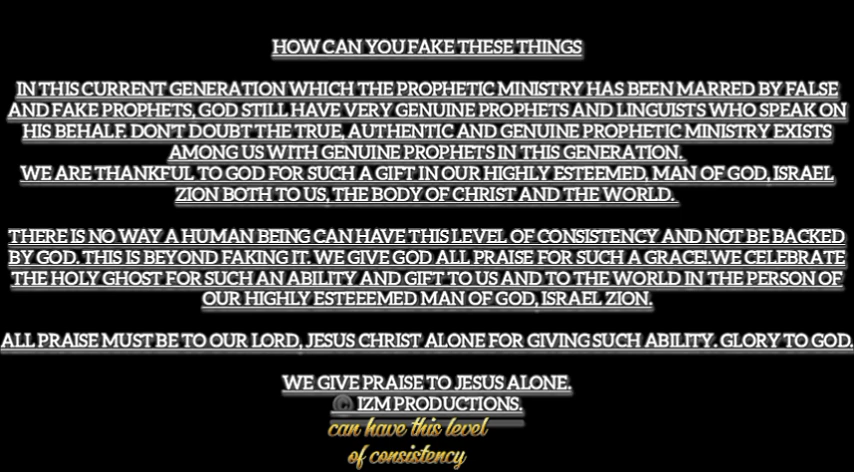 HOW CAN YOU FAKE THESE THINGS
IN THIS CURRENT GENERATION WHICH THE PROPHETIC MINISTRY HAS BEEN MARRED BY FALSE
AND FAKE PROPHETS, GOD STILL HAVE VERY GENUINE PROPHETS AND LINGUISTS WHO SPEAK ON
HIS BEHALF. DON'T DOUBT THE TRUE, AUTHENTIC AND GENUINE PROPHETIC MINISTRY EXISTS
AMONG US WITH GENUINE PROPHETS IN THIS GENERATION.
WE ARE THANKFUL TO GOD FOR SUCH A GIFT IN OUR HIGHLY ESTEEMED, MAN OF GOD, ISRAEL
ZION BOTH TO US, THE BODY OF CHRIST AND THE WORLD.
THERE IS NO WAY A HUMAN BEING CAN HAVE THIS LEVEL OF CONSISTENCY AND NOT BE BACKED
BY GOD. THIS IS BEYOND FAKING IT. WE GIVE GOD ALL PRAISE FOR SUCH A GRACE!.WE CELEBRATE
THE HOLY GHOST FOR SUCH AN ABILITY AND GIFT TO US AND TO THE WORLD IN THE PERSON OF
OUR HIGHLY ESTEEEMED MAN OF GOD, ISRAEL ZION.
ALL PRAISE MUST BE TO OUR LORD, JESUS CHRIST ALONE FOR GIVING SUCH ABILITY. GLORY TO GOD.
WE GIVE PRAISE TO JESUS ALONE.
© IZM PRODUCTIONS.
can have this level
of consistency